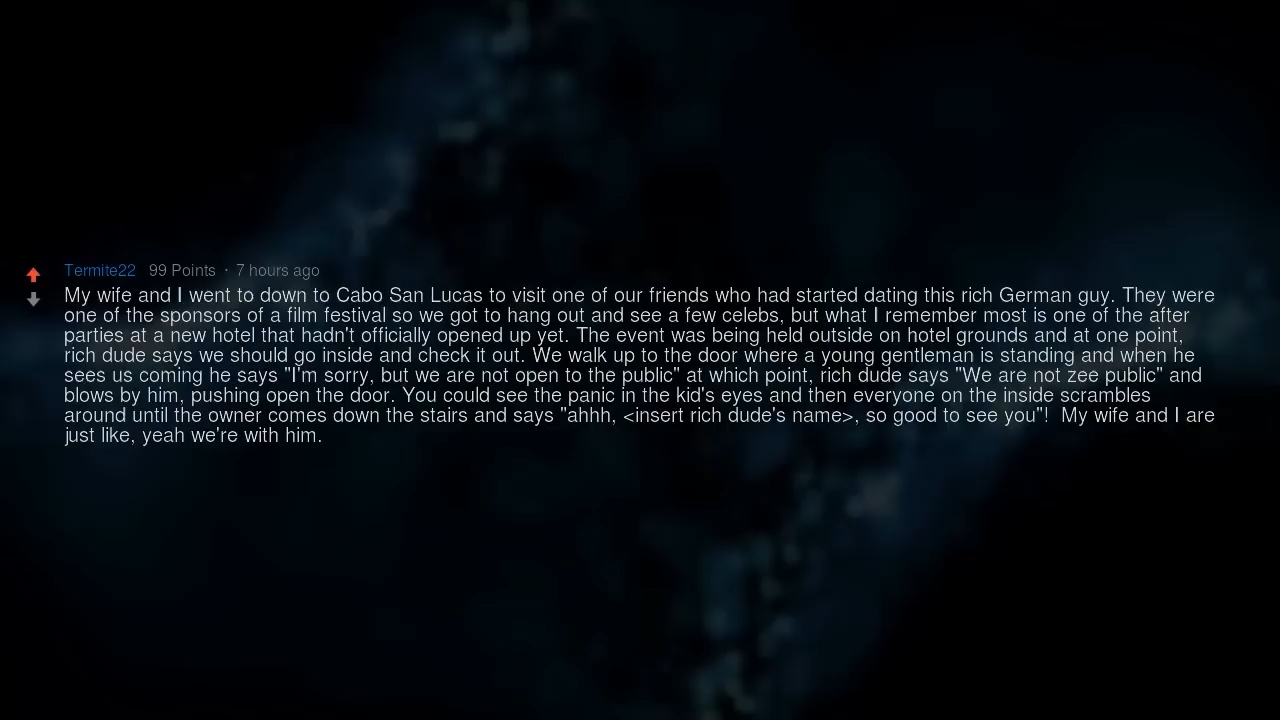 Termite22 99 Points · 7 hours ago
My wife and I went to down to Cabo San Lucas to visit one of our friends who had started dating this rich German guy. They were
one of the sponsors of a film festival so we got to hang out and see a few celebs, but what I remember most is one of the after
parties at a new hotel that hadn't officially opened up yet. The event was being held outside on hotel grounds and at one point,
rich dude says we should go inside and check it out. We walk up to the door where a young gentleman is standing and when he
sees us coming he says "I'm sorry, but we are not open to the public" at which point, rich dude says "We are not zee public" and
blows by him, pushing open the door. You could see the panic in the kid's eyes and then everyone on the inside scrambles
around until the owner comes down the stairs and says "ahhh, <insert rich dude's name>, so good to see you"!  My wife and I are
just like, yeah we're with him.